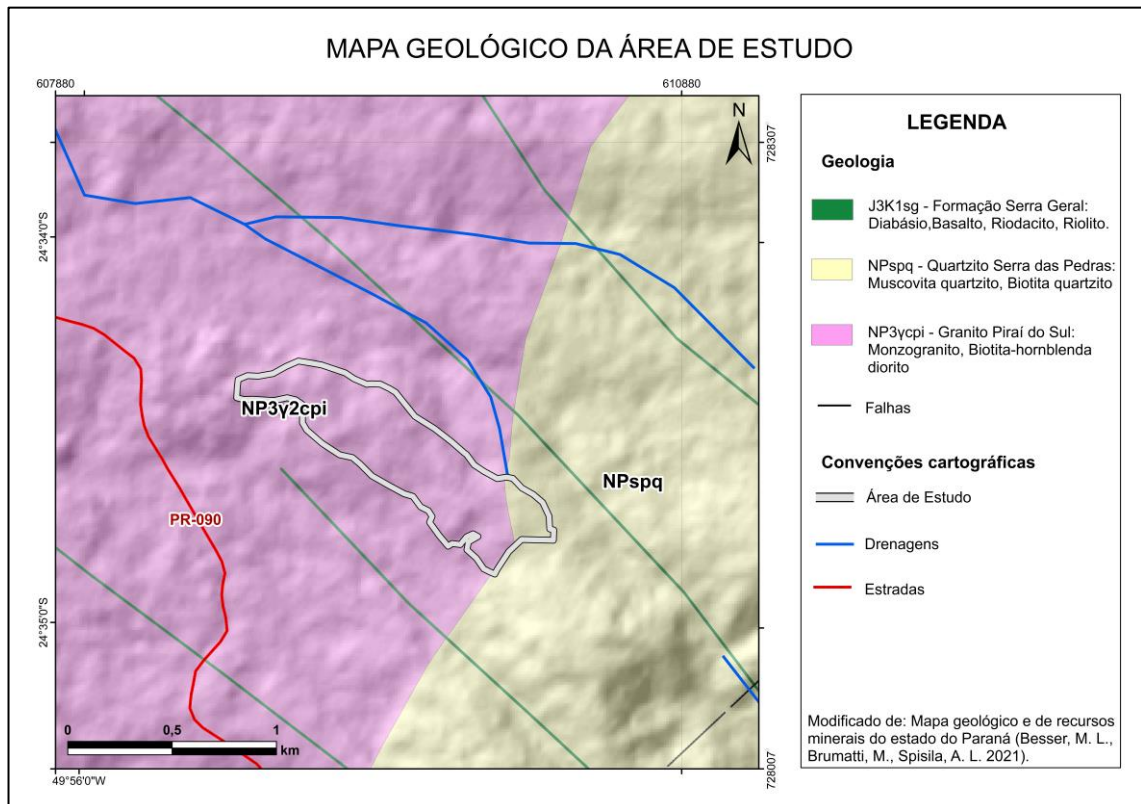 MAPA GEOLÓGICO DA ÁREA DE ESTUDO
607880
610880
N
728307
24°34'0"S
NP3γ2cpi
NPspq
PR-090
24°35'0"S
0
0,5
1
km
49°56'0"W
728007
LEGENDA
Geologia
J3K1sg - Formação Serra Geral:
Diabásio,Basalto, Riodacito, Riolito.
NPspq - Quartzito Serra das Pedras:
Muscovita quartzito, Biotita quartzito
NP3γcpi - Granito Piraí do Sul:
Monzogranito, Biotita-hornblenda
diorito
Falhas
Convenções cartográficas
Área de Estudo
Drenagens
Estradas
Modificado de: Mapa geológico e de recursos
minerais do estado do Paraná (Besser, M. L.,
Brumatti, M., Spisila, A. L. 2021).